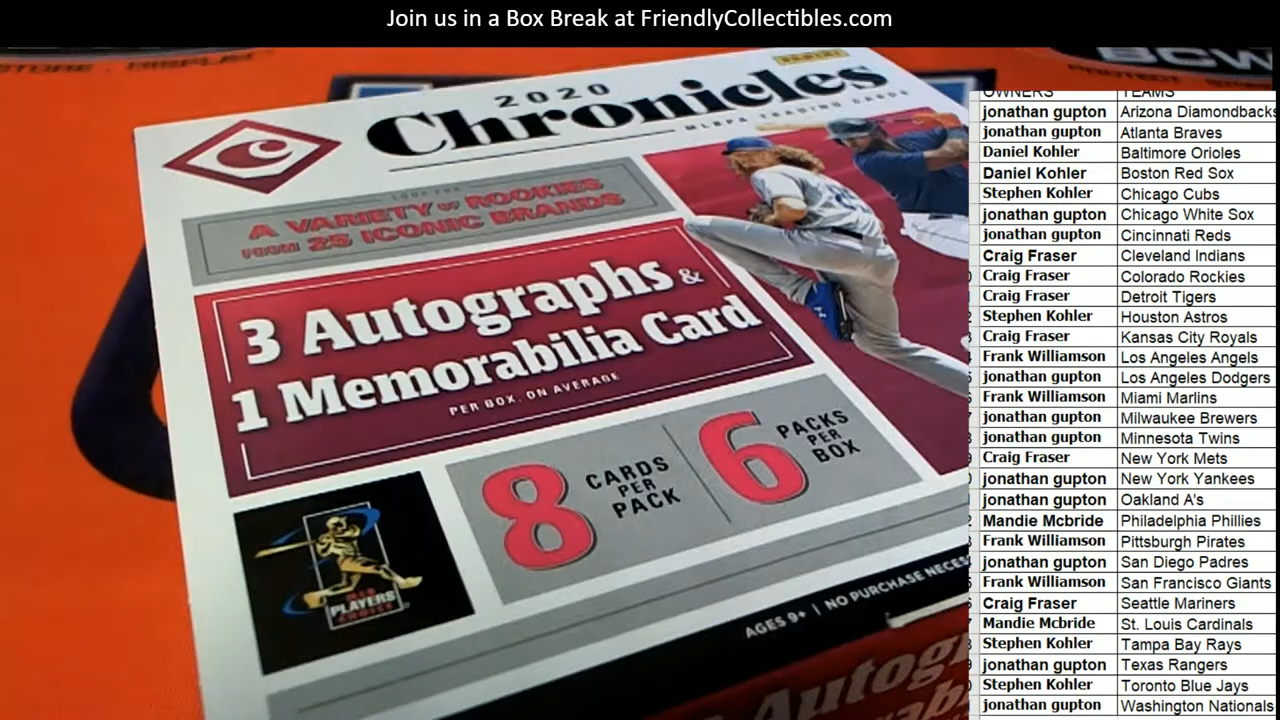 Join us in a Box Break at FriendlyCollectibles.com
STORE · DISPLAY
BCW
PROTECT
PANINI
2020
Chronicles
MLBPA TRADING CARDS
C
LOOK FOR
A VARIETY OF ROOKIES
FROM 25 ICONIC BRANDS
3 Autographs &
1 Memorabilia Card
PER BOX, ON AVERAGE
8 CARDS PER PACK
6 PACKS PER BOX
MLB
PLAYERS
CHOICE
AGES 9+ | NO PURCHASE NECES
OWNERS TEAMS
jonathan gupton Arizona Diamondbacks
jonathan gupton Atlanta Braves
Daniel Kohler Baltimore Orioles
Daniel Kohler Boston Red Sox
Stephen Kohler Chicago Cubs
jonathan gupton Chicago White Sox
jonathan gupton Cincinnati Reds
Craig Fraser Cleveland Indians
Craig Fraser Colorado Rockies
Craig Fraser Detroit Tigers
Stephen Kohler Houston Astros
Craig Fraser Kansas City Royals
Frank Williamson Los Angeles Angels
jonathan gupton Los Angeles Dodgers
Frank Williamson Miami Marlins
jonathan gupton Milwaukee Brewers
jonathan gupton Minnesota Twins
Craig Fraser New York Mets
jonathan gupton New York Yankees
jonathan gupton Oakland A's
Mandie Mcbride Philadelphia Phillies
Frank Williamson Pittsburgh Pirates
jonathan gupton San Diego Padres
Frank Williamson San Francisco Giants
Craig Fraser Seattle Mariners
Mandie Mcbride St. Louis Cardinals
Stephen Kohler Tampa Bay Rays
jonathan gupton Texas Rangers
Stephen Kohler Toronto Blue Jays
jonathan gupton Washington Nationals